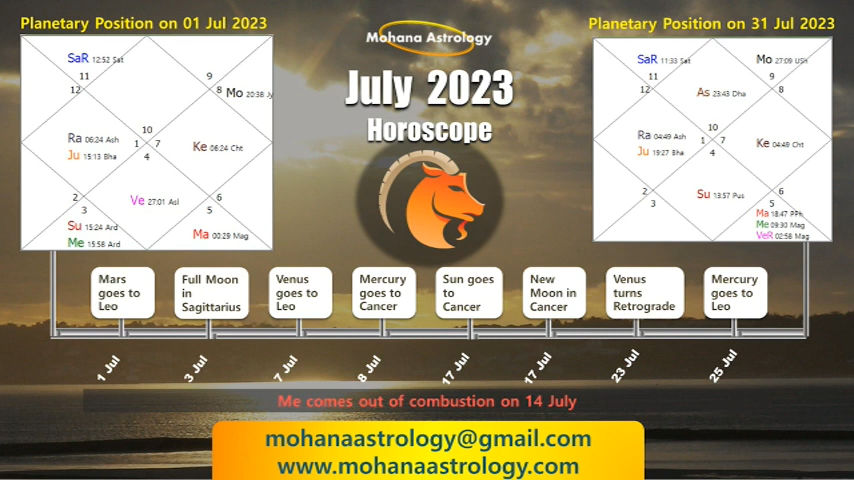 Planetary Position on 01 Jul 2023
Mohana Astrology
Planetary Position on 31 Jul 2023
July 2023
Horoscope
SaR 12:52 Sat
11
12
9
8
Mo 20:38 Jy
10
1 7
4
Ra 06:24 Ash
Ju 15:13 Bha
Ke 06:24 Cht
2
3
Ve 27:01 Asl
6
5
Su 15:24 Ard
Me 15:58 Ard
Ma 00:29 Mag
SaR 11:33 Sat
11
12
As 23:43 Dha
Mo 27:09
9
8
10
1 7
4
Ra 04:49 Ash
Ju 19:27 Bha
Ke 04:49 Cht
2
3
Su 13:57 Pus
6
5
Ma 18:47 PPh
Me 09:30 Mag
VeR 02:58 Mag
Mars
goes to
Leo
Full Moon
in
Sagittarius
Venus
goes to
Leo
Mercury
goes to
Cancer
Sun goes
to
Cancer
New
Moon in
Cancer
Venus
turns
Retrograde
Mercury
goes to
Leo
1 Jul
3 Jul
7 Jul
8 Jul
17 Jul
17 Jul
23 Jul
25 Jul
Me comes out of combustion on 14 July
mohanaastrology@gmail.com
www.mohanaastrology.com